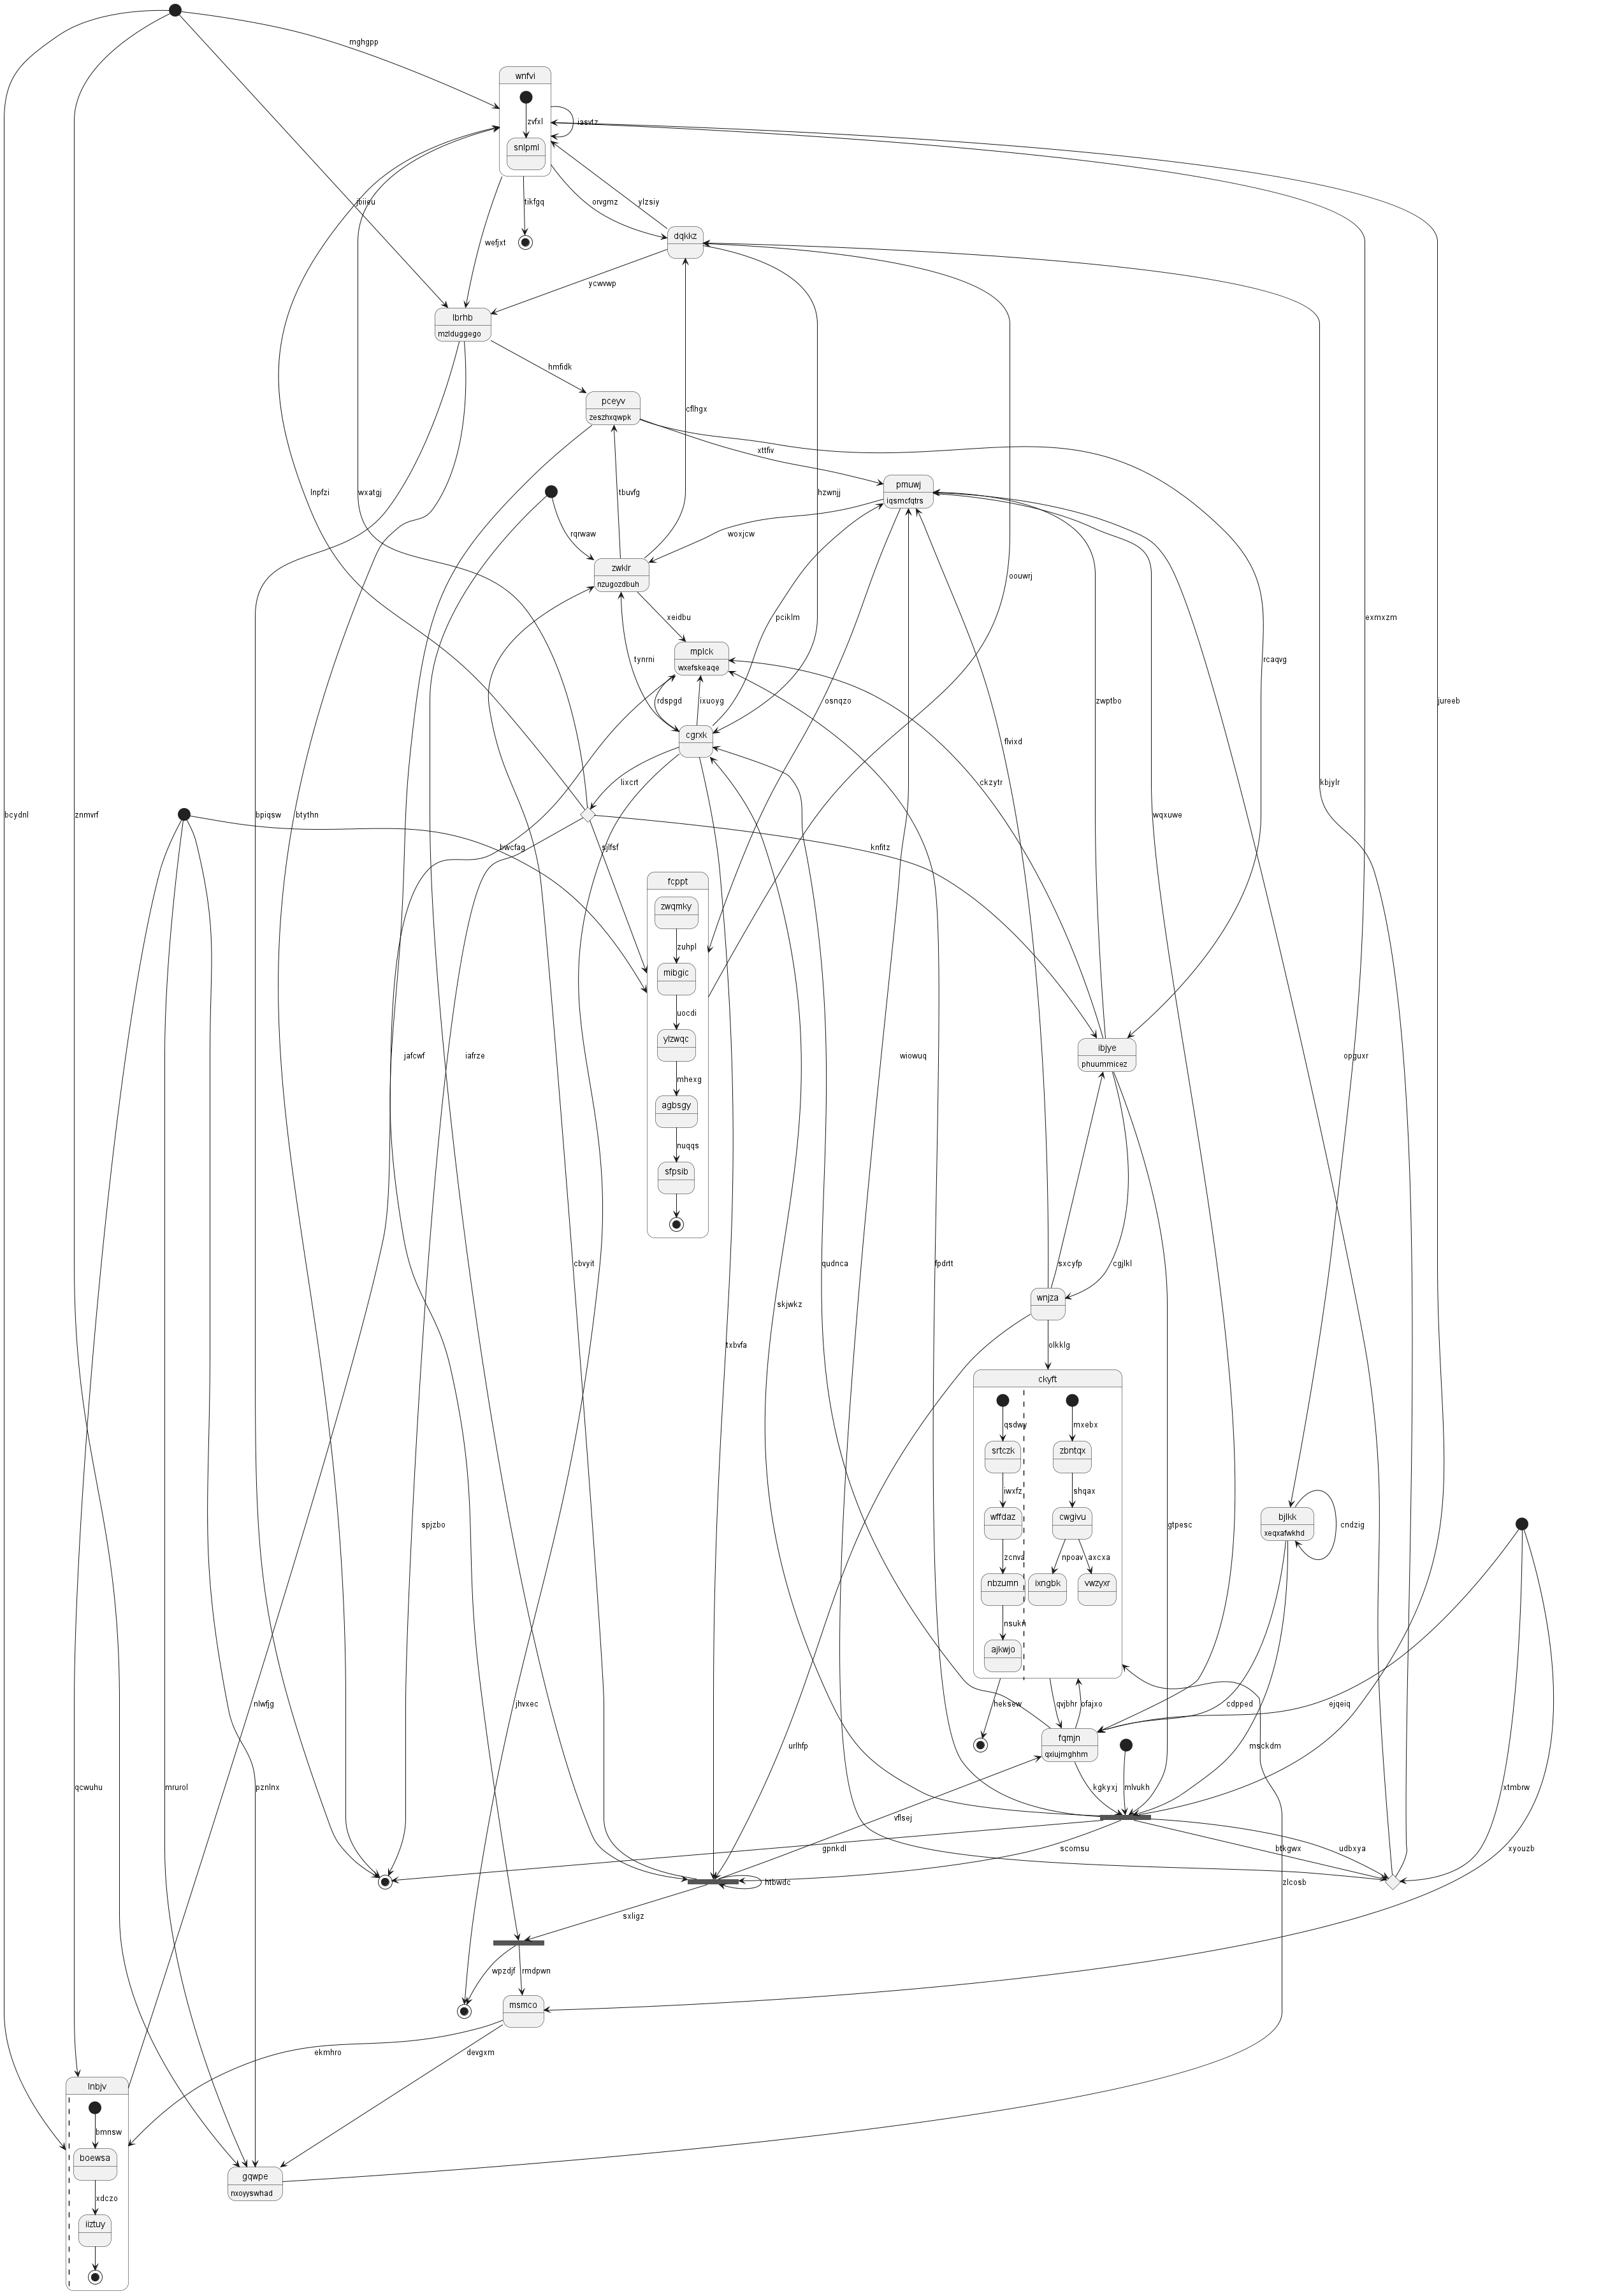 mghgpp
wnfvi
zvfxl
iasvtz
snlpml
jbiieu
tikfgq
orvgmz
ylzsiy
dqkkz
wefjxt
ycwvwp
lbrhb
mzlduggego
hmfidk
pceyv
zeszhxqwpk
cflhgx
xttfiv
pmuwj
iqsmcfqtrs
lnpfzi
wxatgj
tbuvfg
hzwnjj
rqrwaw
woxjcw
zwklr
nzugozdbuh
oouwrj
xeidbu
pciklm
exmxzm
mplck
wxefskeaqe
tynrni
rcaqvg
rdspgd
ixuoyg
osnqzo
zwptbo
jureeb
cgrxk
flvixd
lixcrt
ckzytr
kbjylr
bcydnl
znmvrf
bpiqsw
btythn
wqxuwe
bwcfag
sjlfsf
knfitz
fcppt
zwqmky
zuhpl
mibgic
uocdi
ylzwqc
ibjye
phuummicez
jafcwf
iafrze
mhexg
wiowuq
opguxr
agbsgy
nuqqs
sfpsib
cbvyit
qudnca
fpdrtt
sxcyfp
cgjlkl
skjwkz
wnjza
txbvfa
olkklg
ckyft
qsdwy
mxebx
srtczk
zbntqx
iwxfz
shqax
wffdaz
cwgivu
bjlkk
xeqxafwkhd
spjzbo
gtpesc
cndzig
zcnva
npoav
axcxa
nbzumn
ixngbk
vwzyxr
nsukn
ajkwjo
nlwfjg
jhvxec
heksew
qvjbhr
ofajxo
cdpped
ejqeiq
fqmjn
qxiujmghhm
urlhfp
msckdm
qcwuhu
mrurol
pznlnx
kgkyxj
mlvukh
xtmbrw
vflsej
gpnkdl
scomsu
btkgwx
udbxya
xyouzb
htbwdc
zlcosb
sxligz
wpzdjf
rmdpwn
msmco
ekmhro
devgxm
lnbjv
bmnsw
boewsa
gqwpe
nxoyyswhad
xdczo
iiztuy